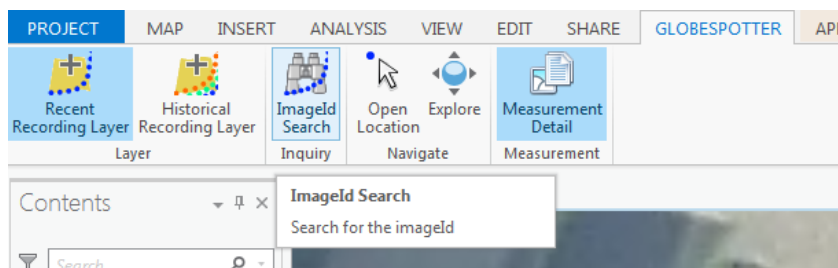 PROJECT MAP INSERT ANALYSIS VIEW EDIT SHARE GLOBESPOTTER
Recent Recording Layer
Historical Recording Layer
ImageId Search
Open Location
Explore
Measurement Detail
Layer Inquiry Navigate Measurement
Contents
ImageId Search
Search for the imageId
Search